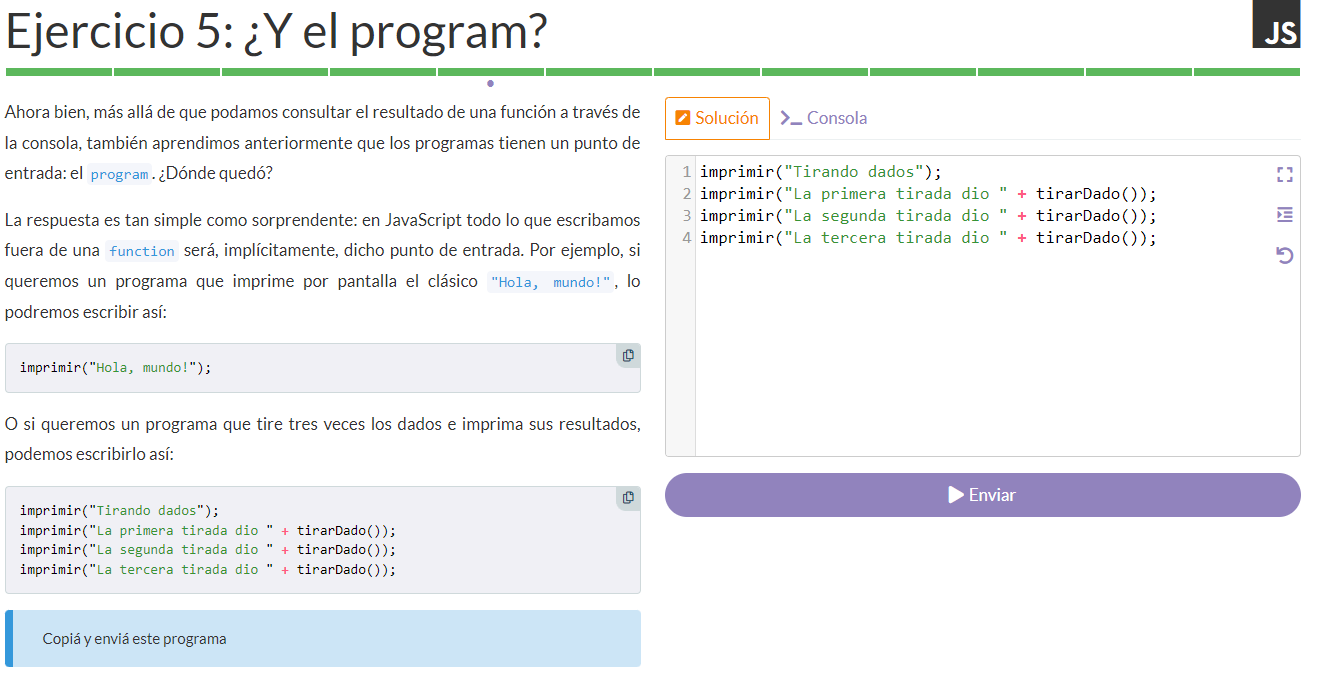 Ejercicio 5: ¿Y el program?
JS
Ahora bien, más allá de que podamos consultar el resultado de una función a través de
la consola, también aprendimos anteriormente que los programas tienen un punto de
entrada: el program. ¿Dónde quedó?
La respuesta es tan simple como sorprendente: en JavaScript todo lo que escribamos
fuera de una function será, implícitamente, dicho punto de entrada. Por ejemplo, si
queremos un programa que imprime por pantalla el clásico "Hola, mundo!", lo
podremos escribir así:
imprimir("Hola, mundo!");
O si queremos un programa que tire tres veces los dados e imprima sus resultados,
podemos escribirlo así:
imprimir("Tirando dados");
imprimir("La primera tirada dio " + tirarDado());
imprimir("La segunda tirada dio " + tirarDado());
imprimir("La tercera tirada dio " + tirarDado());
Copiá y enviá este programa
Solución
Consola
1 imprimir("Tirando dados");
2 imprimir("La primera tirada dio " + tirarDado());
3 imprimir("La segunda tirada dio " + tirarDado());
4 imprimir("La tercera tirada dio " + tirarDado());
Enviar